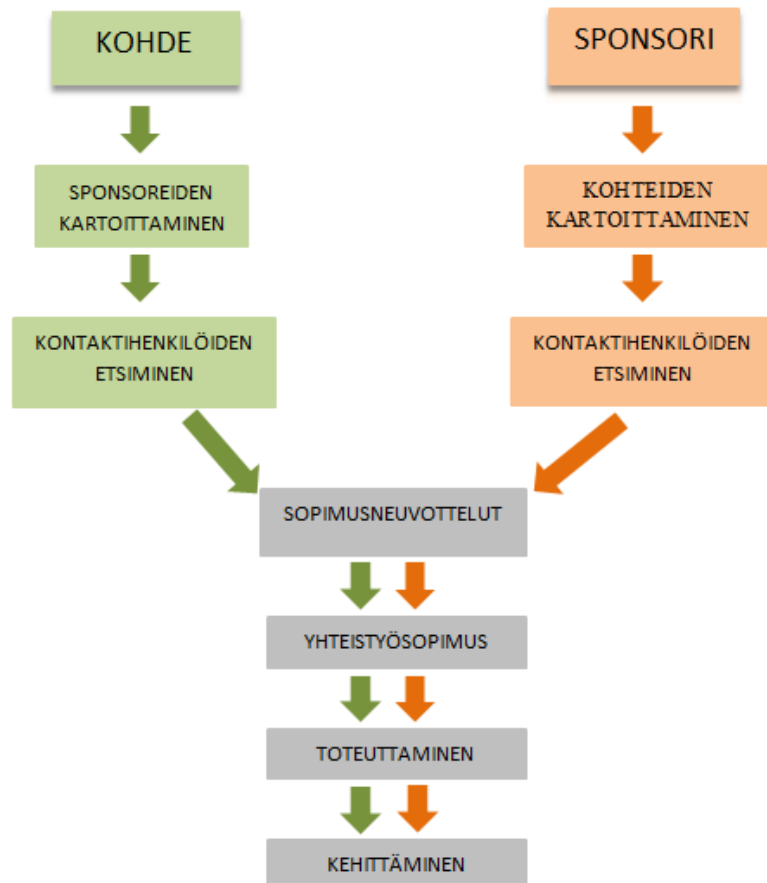 KOHDE
SPONSORI
SPONSOREIDEN
KARTOITTAMINEN
KOHTEIDEN
KARTOITTAMINEN
KONTAKTIHENKILÖIDEN
ETSIMINEN
KONTAKTIHENKILÖIDEN
ETSIMINEN
SOPIMUSNEUVOTTELUT
YHTEISTYÖSOPIMUS
TOTEUTTAMINEN
KEHITTÄMINEN